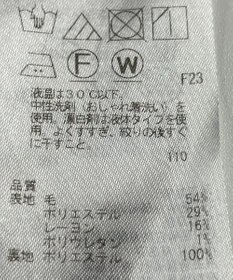 F W
F23
液温は30℃以下。
中性洗剤(おしゃれ着洗い)を
使用。漂白剤は液体タイプを使
用。よくすすぎ、絞りの後すぐ
に干すこと。
110
品質
表地 毛 54%
ポリエステル 29%
レーヨン 16%
ポリウレタン 1%
裏地 ポリエステル 100%